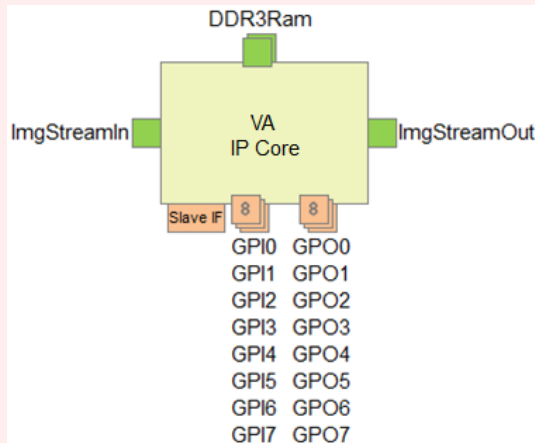 DDR3Ram
VA
IP Core
ImgStreamIn
ImgStreamOut
Slave IF
8 8
GPI0 GPO0
GPI1 GPO1
GPI2 GPO2
GPI3 GPO3
GPI4 GPO4
GPI5 GPO5
GPI6 GPO6
GPI7 GPO7